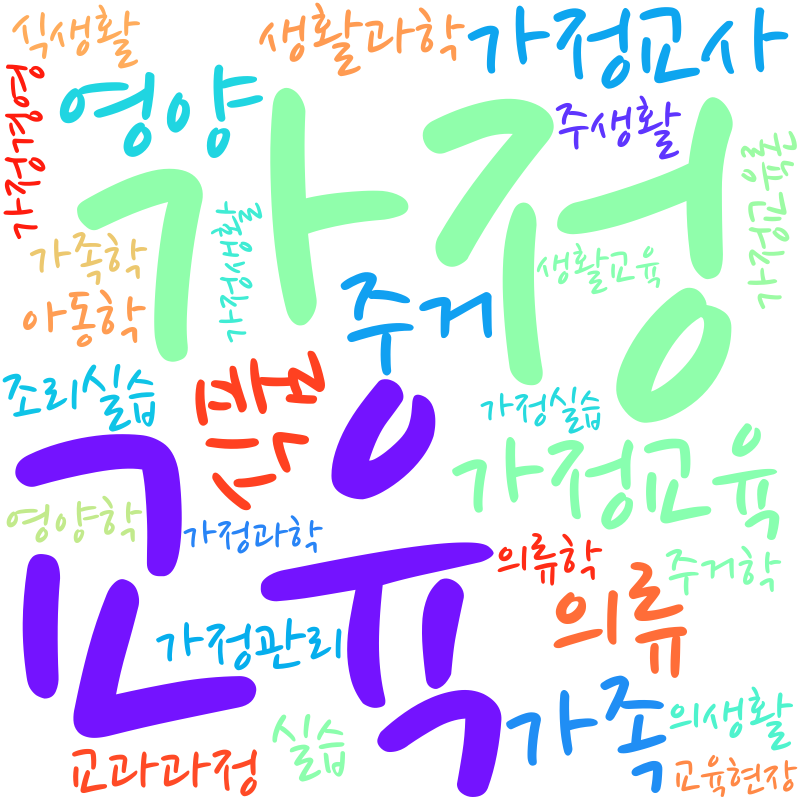 식생활
생활과학
가정교사
가정경영
영양
가정
주생활
가정교육론
가정생활
가족학
생활교육
아동학
주거
조리실습
가정실습
교육
가정교육
영양학
가정과학
의류학
주거학
의류
가정관리
가족
의생활
실습
교과과정
교육현장